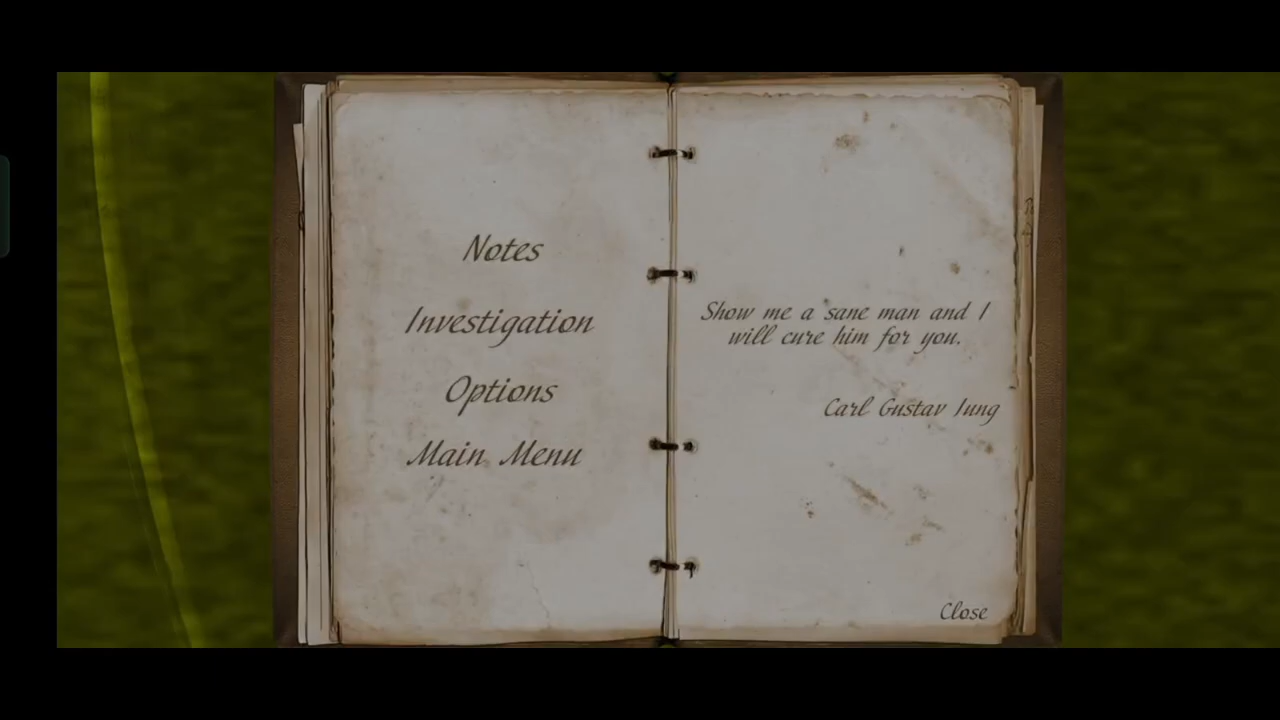 Notes
Investigation
Options
Main Menu
Show me a sane man and I
will cure him for you.
Carl Gustav Jung
Close